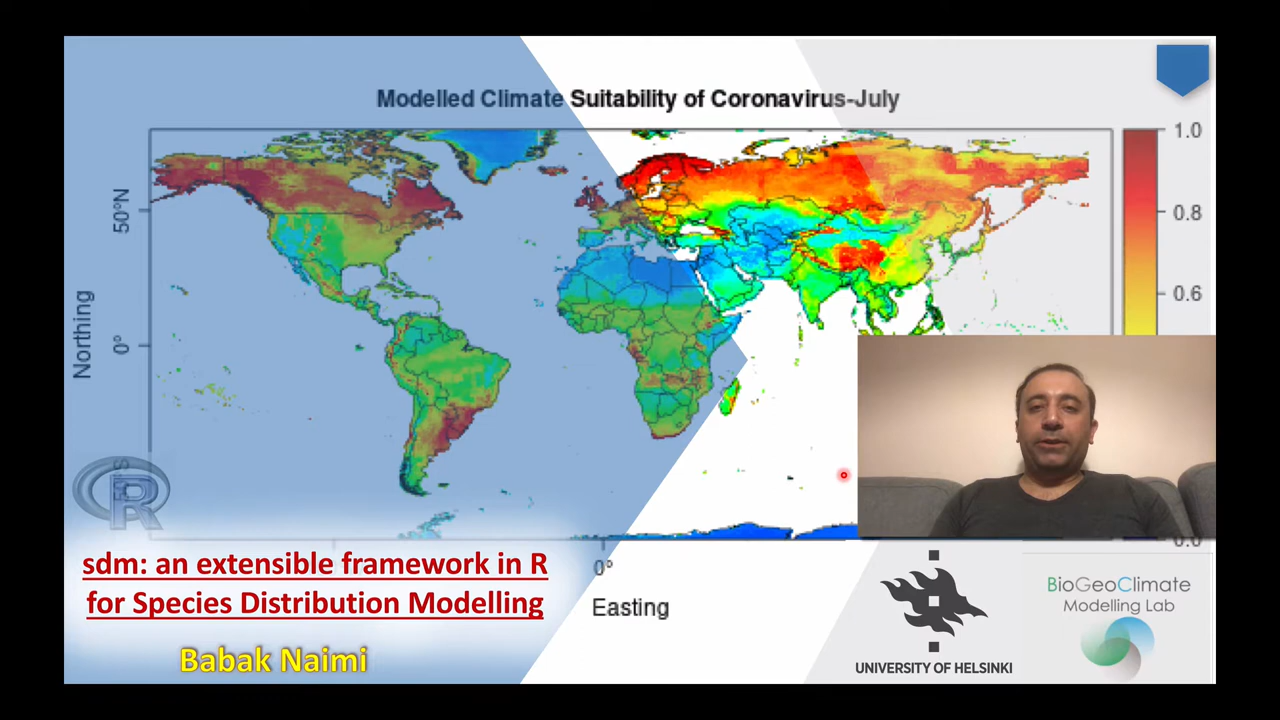 Modelled Climate Suitability of Coronavirus-July
1.0
0.8
0.6
0.0
50°N
0°
Northing
0°
Easting
R
sdm: an extensible framework in R
for Species Distribution Modelling
Babak Naimi
UNIVERSITY OF HELSINKI
BioGeoClimate
Modelling Lab